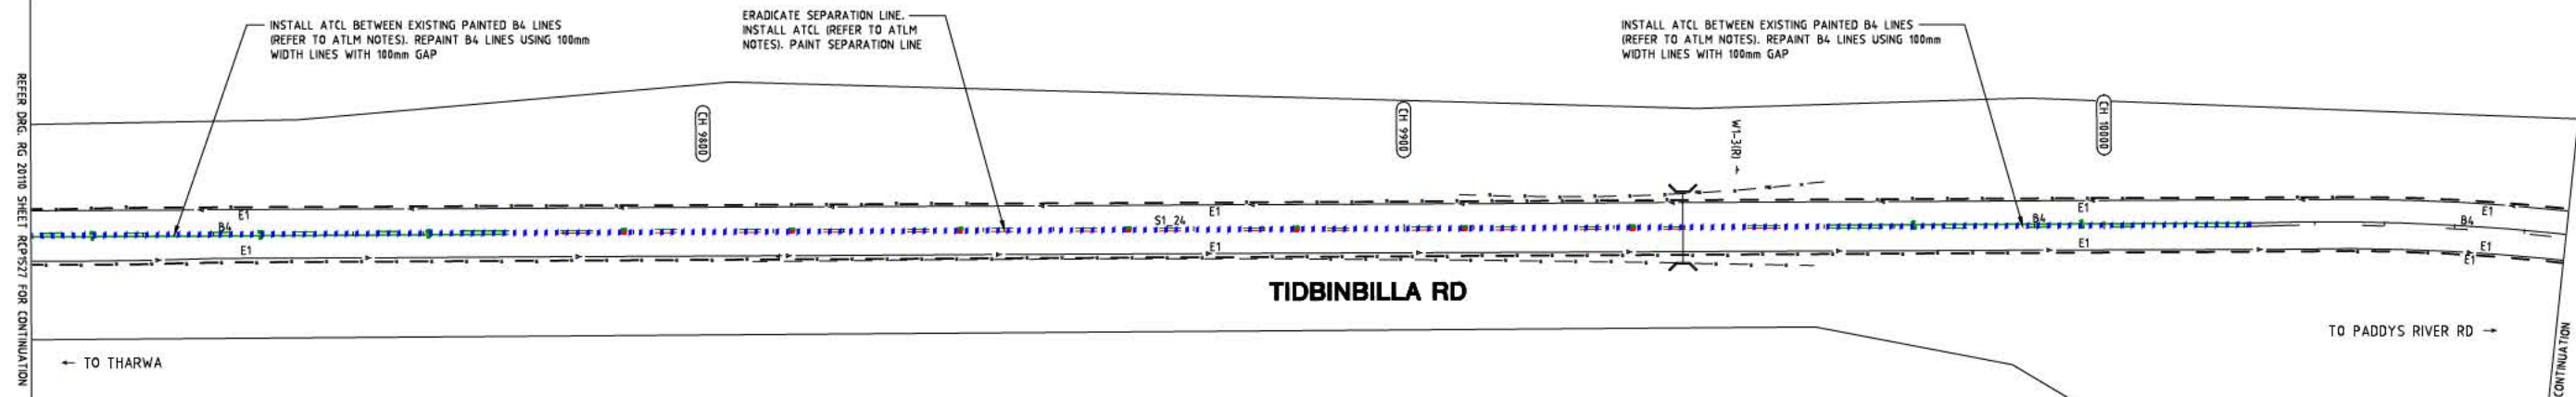 INSTALL ATCL BETWEEN EXISTING PAINTED B4 LINES
(REFER TO ATLM NOTES). REPAINT B4 LINES USING 100mm
WIDTH LINES WITH 100mm GAP
ERADICATE SEPARATION LINE.
INSTALL ATCL (REFER TO ATLM
NOTES). PAINT SEPARATION LINE
INSTALL ATCL BETWEEN EXISTING PAINTED B4 LINES
(REFER TO ATLM NOTES). REPAINT B4 LINES USING 100mm
WIDTH LINES WITH 100mm GAP
REFER DRG. RG 20110 SHEET RCP1527 FOR CONTINUATION
CH 9800
CH 9900
CH 10000
W1-3(R)
E1
B4
E1
E1
S1_24
E1
E1
B4
E1
E1
B4
E1
E1
TIDBINBILLA RD
← TO THARWA
TO PADDYS RIVER RD →
CONTINUATION